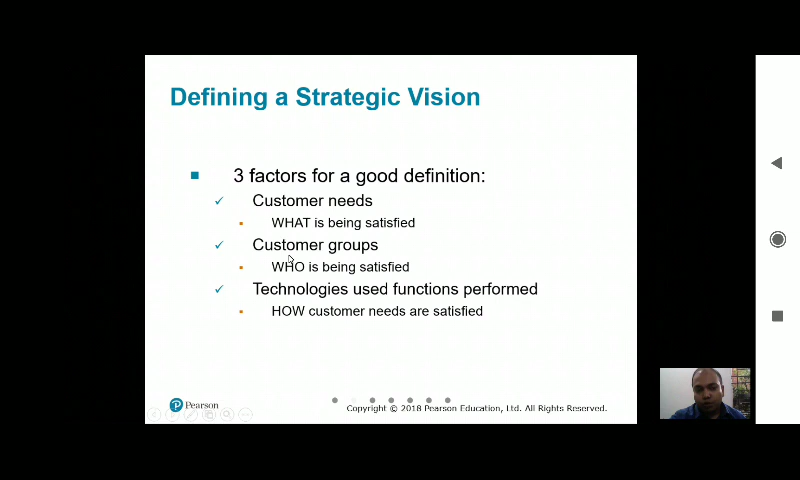 Defining a Strategic Vision
3 factors for a good definition:
Customer needs
WHAT is being satisfied
Customer groups
WHO is being satisfied
Technologies used functions performed
HOW customer needs are satisfied
Pearson
Copyright © 2018 Pearson Education, Ltd. All Rights Reserved.